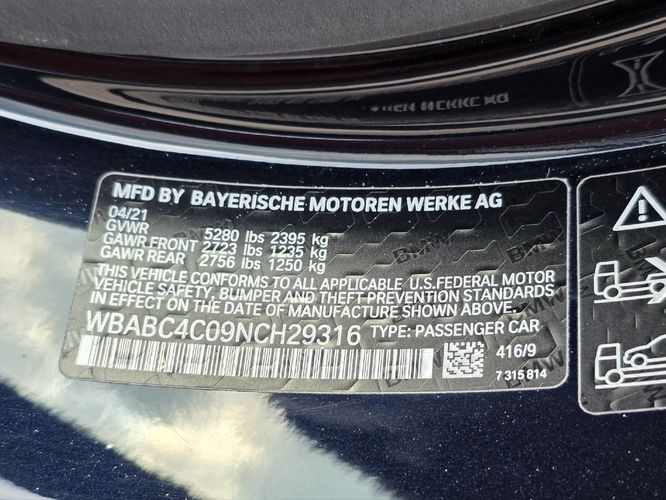 MFD BY BAYERISCHE MOTOREN WERKE AG
04/21
GVWR 5280 lbs 2395 kg
GAWR FRONT 2723 lbs 1235 kg
GAWR REAR 2756 lbs 1250 kg
THIS VEHICLE CONFORMS TO ALL APPLICABLE U.S.FEDERAL MOTOR
VEHICLE SAFETY, BUMPER, AND THEFT PREVENTION STANDARDS
IN EFFECT ON THE DATE OF MANUFACTURE SHOWN ABOVE.
WBABC4C09NCH29316 TYPE: PASSENGER CAR
416/9
7 315 814